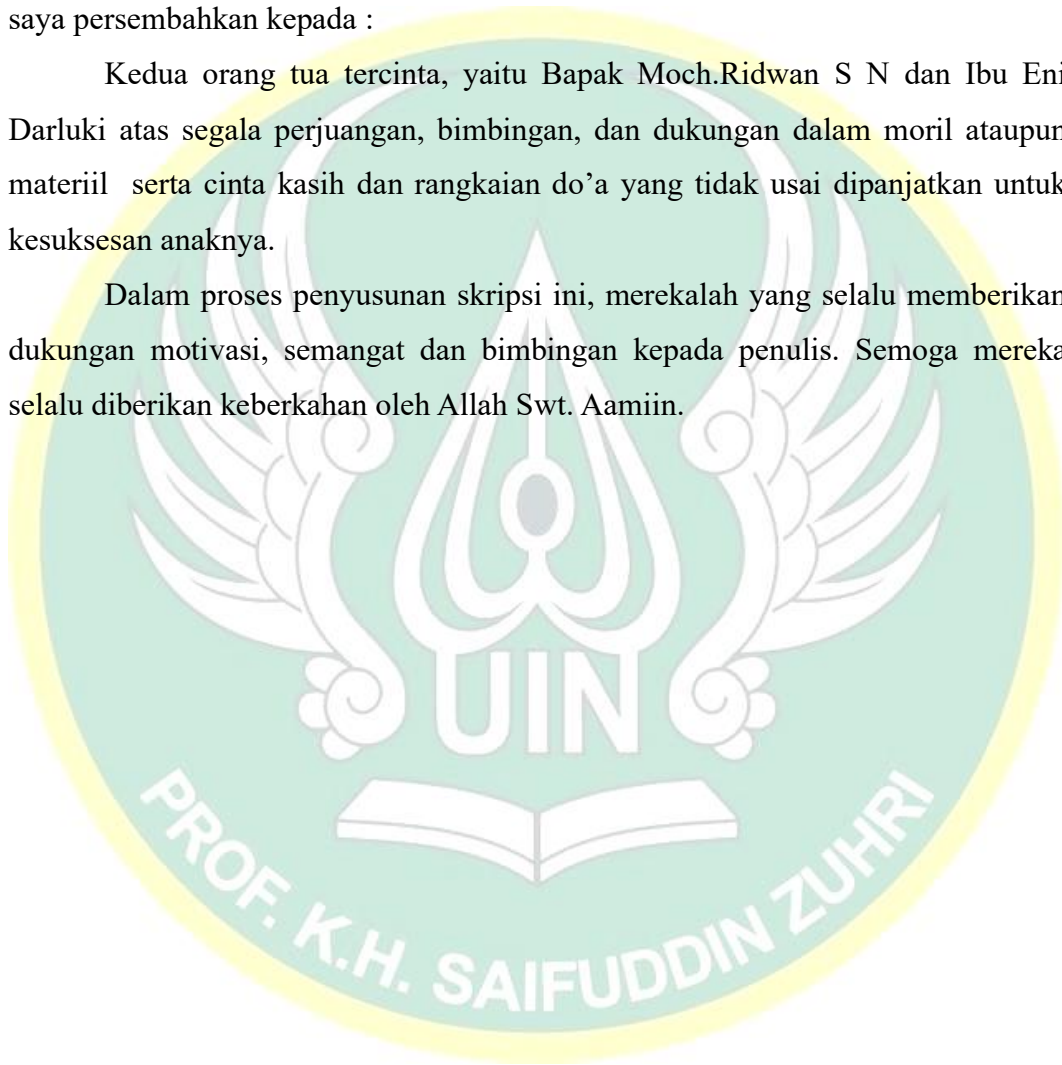 saya persembahkan kepada :
Kedua orang tua tercinta, yaitu Bapak Moch.Ridwan S N dan Ibu Eni
Darluki atas segala perjuangan, bimbingan, dan dukungan dalam moril ataupun
materiil serta cinta kasih dan rangkaian do’a yang tidak usai dipanjatkan untuk
kesuksesan anaknya.
Dalam proses penyusunan skripsi ini, merekalah yang selalu memberikan
dukungan motivasi, semangat dan bimbingan kepada penulis. Semoga mereka
selalu diberikan keberkahan oleh Allah Swt. Aamiin.
UIN
PROF. K.H. SAIFUDDIN ZUHRI